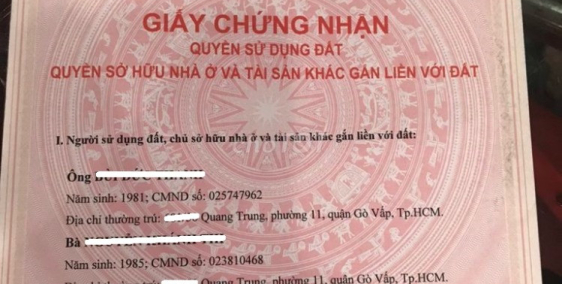 GIẤY CHỨNG NHẬN
QUYỀN SỬ DỤNG ĐẤT
QUYỀN SỞ HỮU NHÀ Ở VÀ TÀI SẢN KHÁC GẮN LIỀN VỚI ĐẤT
I. Người sử dụng đất, chủ sở hữu nhà ở và tài sản khác gắn liền với đất:
Ông
Năm sinh: 1981; CMND số: 025747962
Địa chỉ thường trú: Quang Trung, phường 11, quận Gò Vấp, Tp.HCM.
Bà
Năm sinh: 1985; CMND số: 023810468
Quang Trung, phường 11, quận Gò Vấp, Tp.HCM.